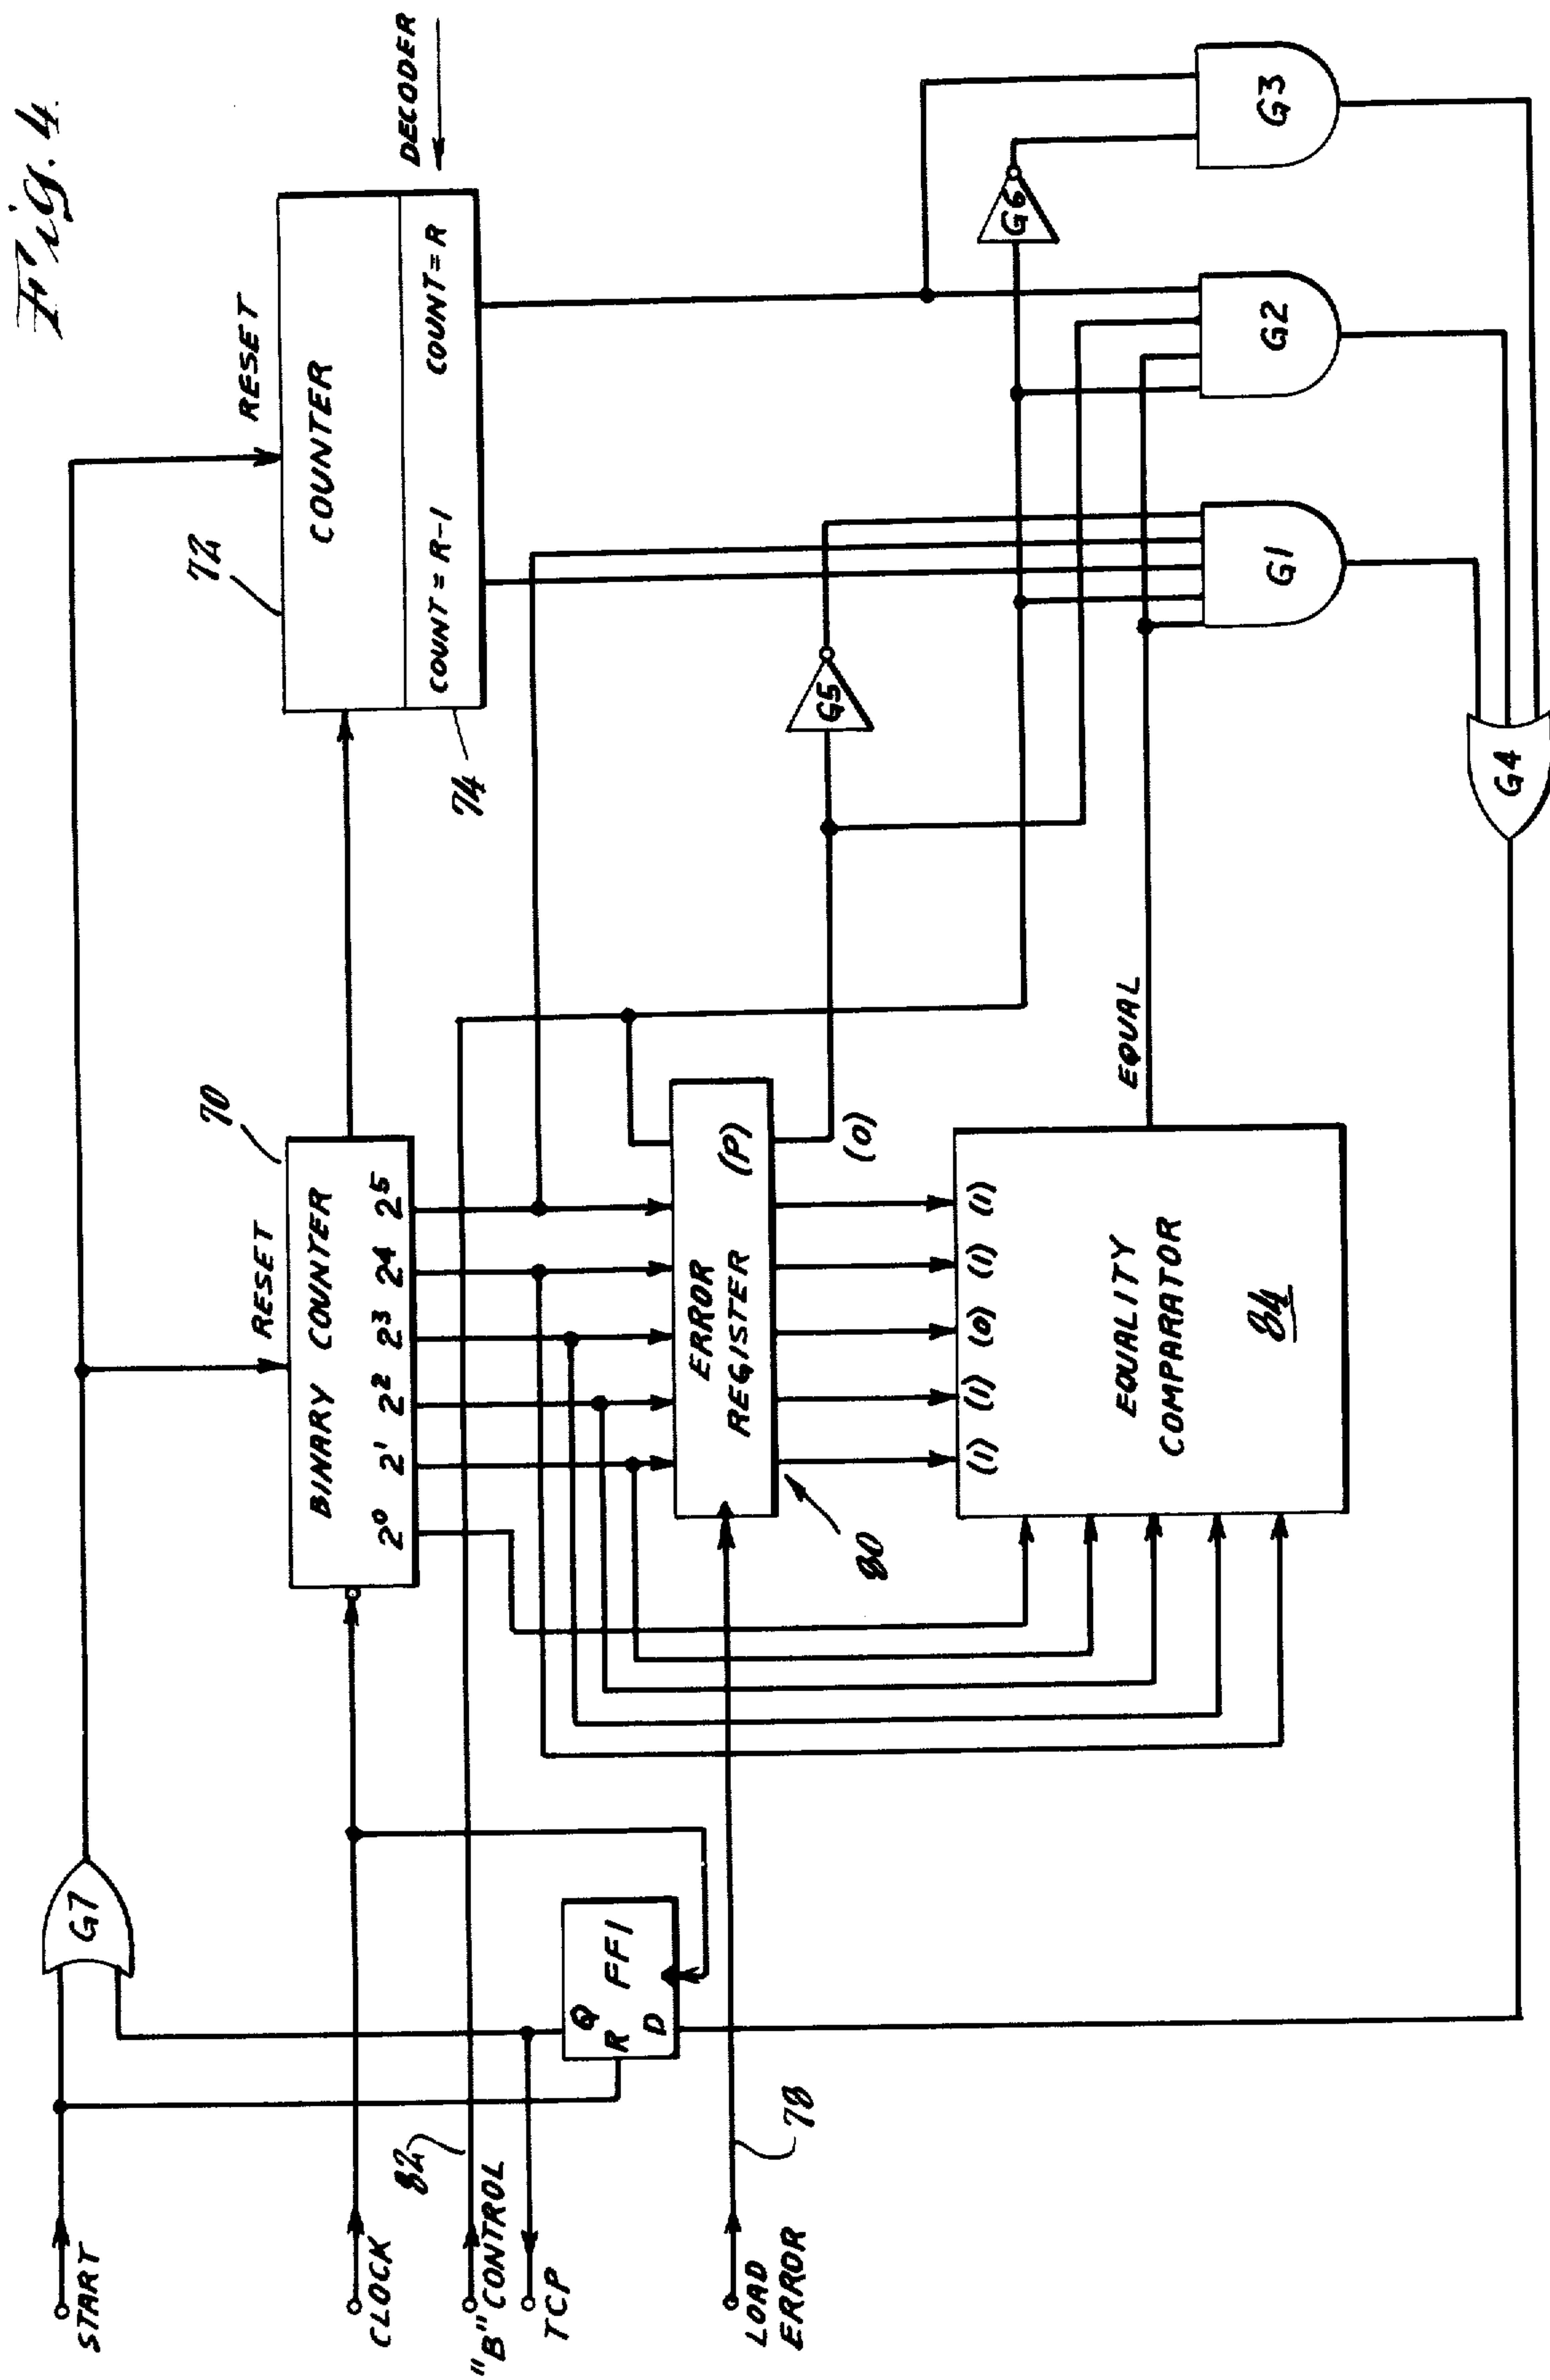 Fig. 4.
START
CLOCK
"B" CONTROL
82
TCP
LOAD
ERROR
78
G7
Q
R FF1
D
RESET
70
BINARY COUNTER
2⁰ 2¹ 2² 2³ 2⁴ 2⁵
ERROR
REGISTER
(P)
80
(0)
(1) (1) (0) (1) (1)
EQUALITY
COMPARATOR
84
EQUAL
RESET
72
COUNTER
COUNT = R-1 COUNT = R
74
DECODER
G5
G6
G1
G2
G3
G4